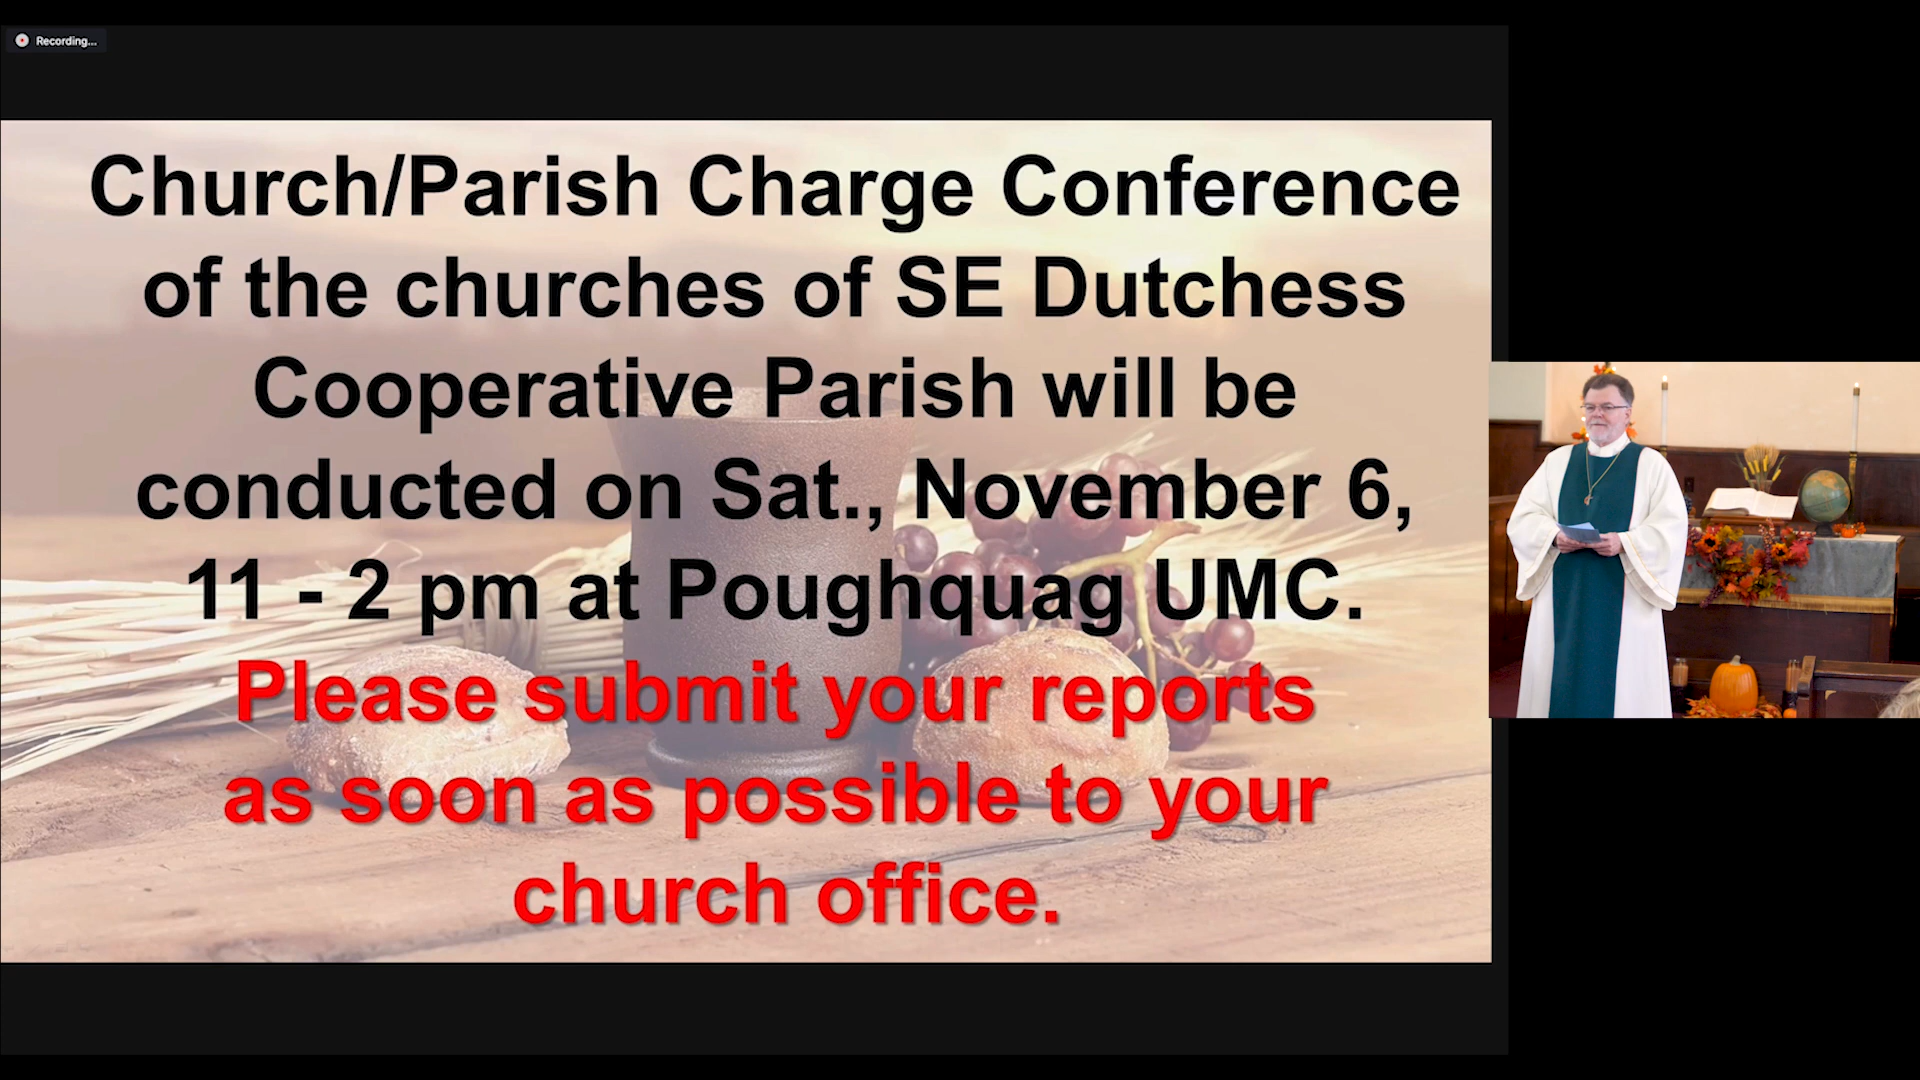 Recording...
Church/Parish Charge Conference
of the churches of SE Dutchess
Cooperative Parish will be
conducted on Sat., November 6,
11 - 2 pm at Poughquag UMC.
Please submit your reports
as soon as possible to your
church office.